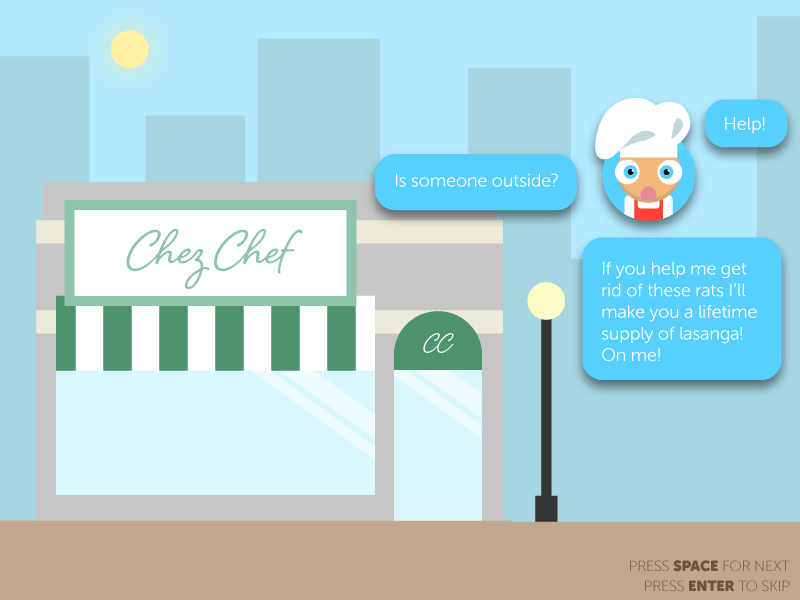 Help!
Is someone outside?
Chez Chef
If you help me get
rid of these rats I'll
make you a lifetime
supply of lasanga!
On me!
CC
PRESS SPACE FOR NEXT
PRESS ENTER TO SKIP